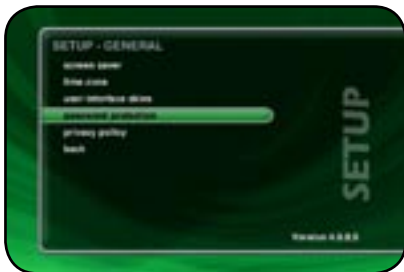 SETUP - GENERAL
screen saver
time zone
user interface skins
password protection
privacy policy
back
SETUP